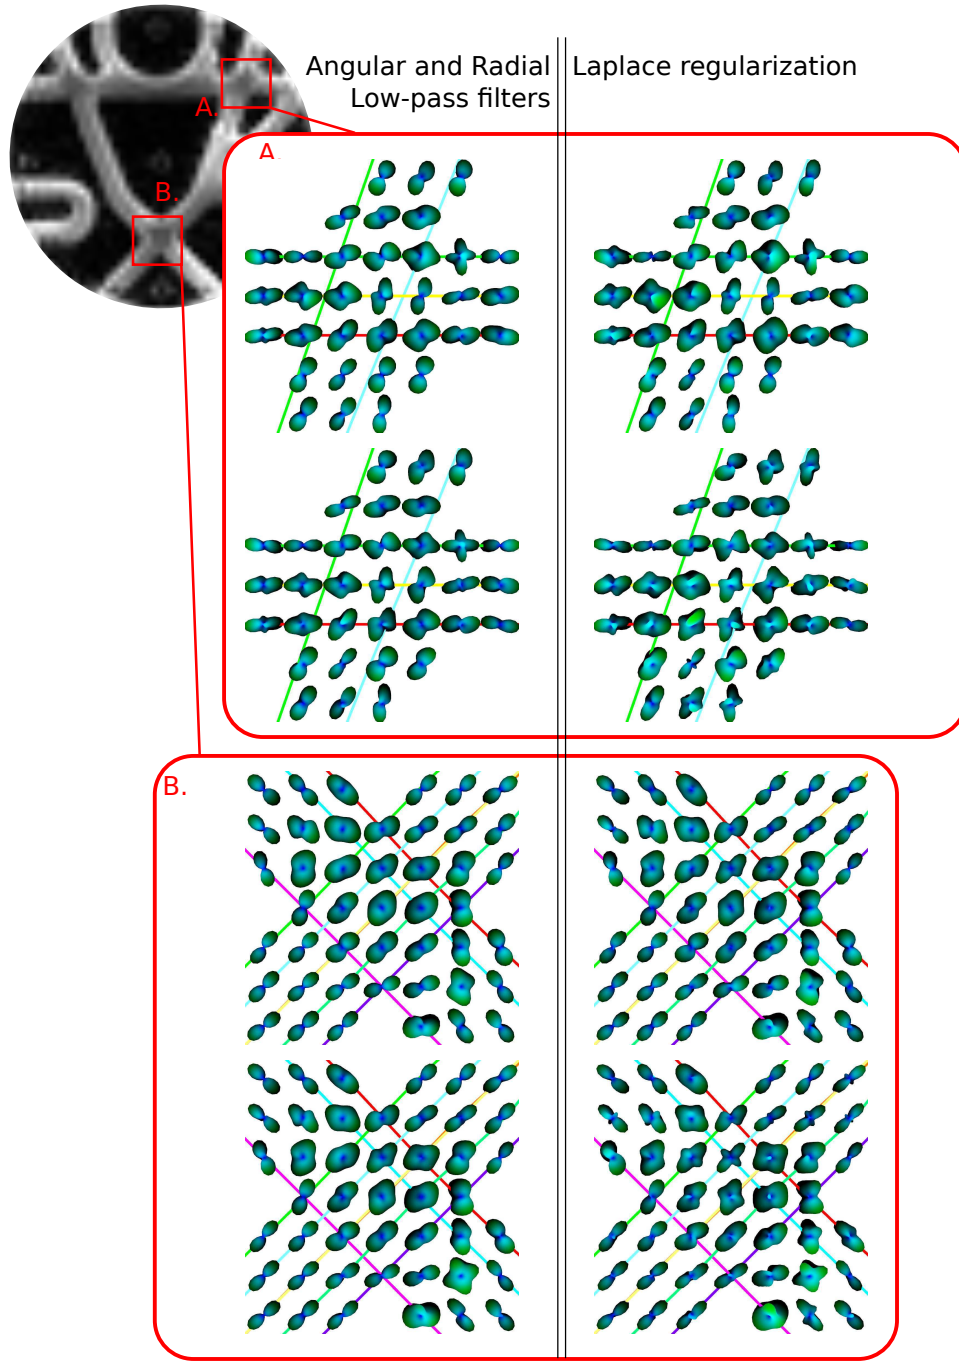 Angular and Radial
Low-pass filters
Laplace regularization
A.
A.
B.
B.